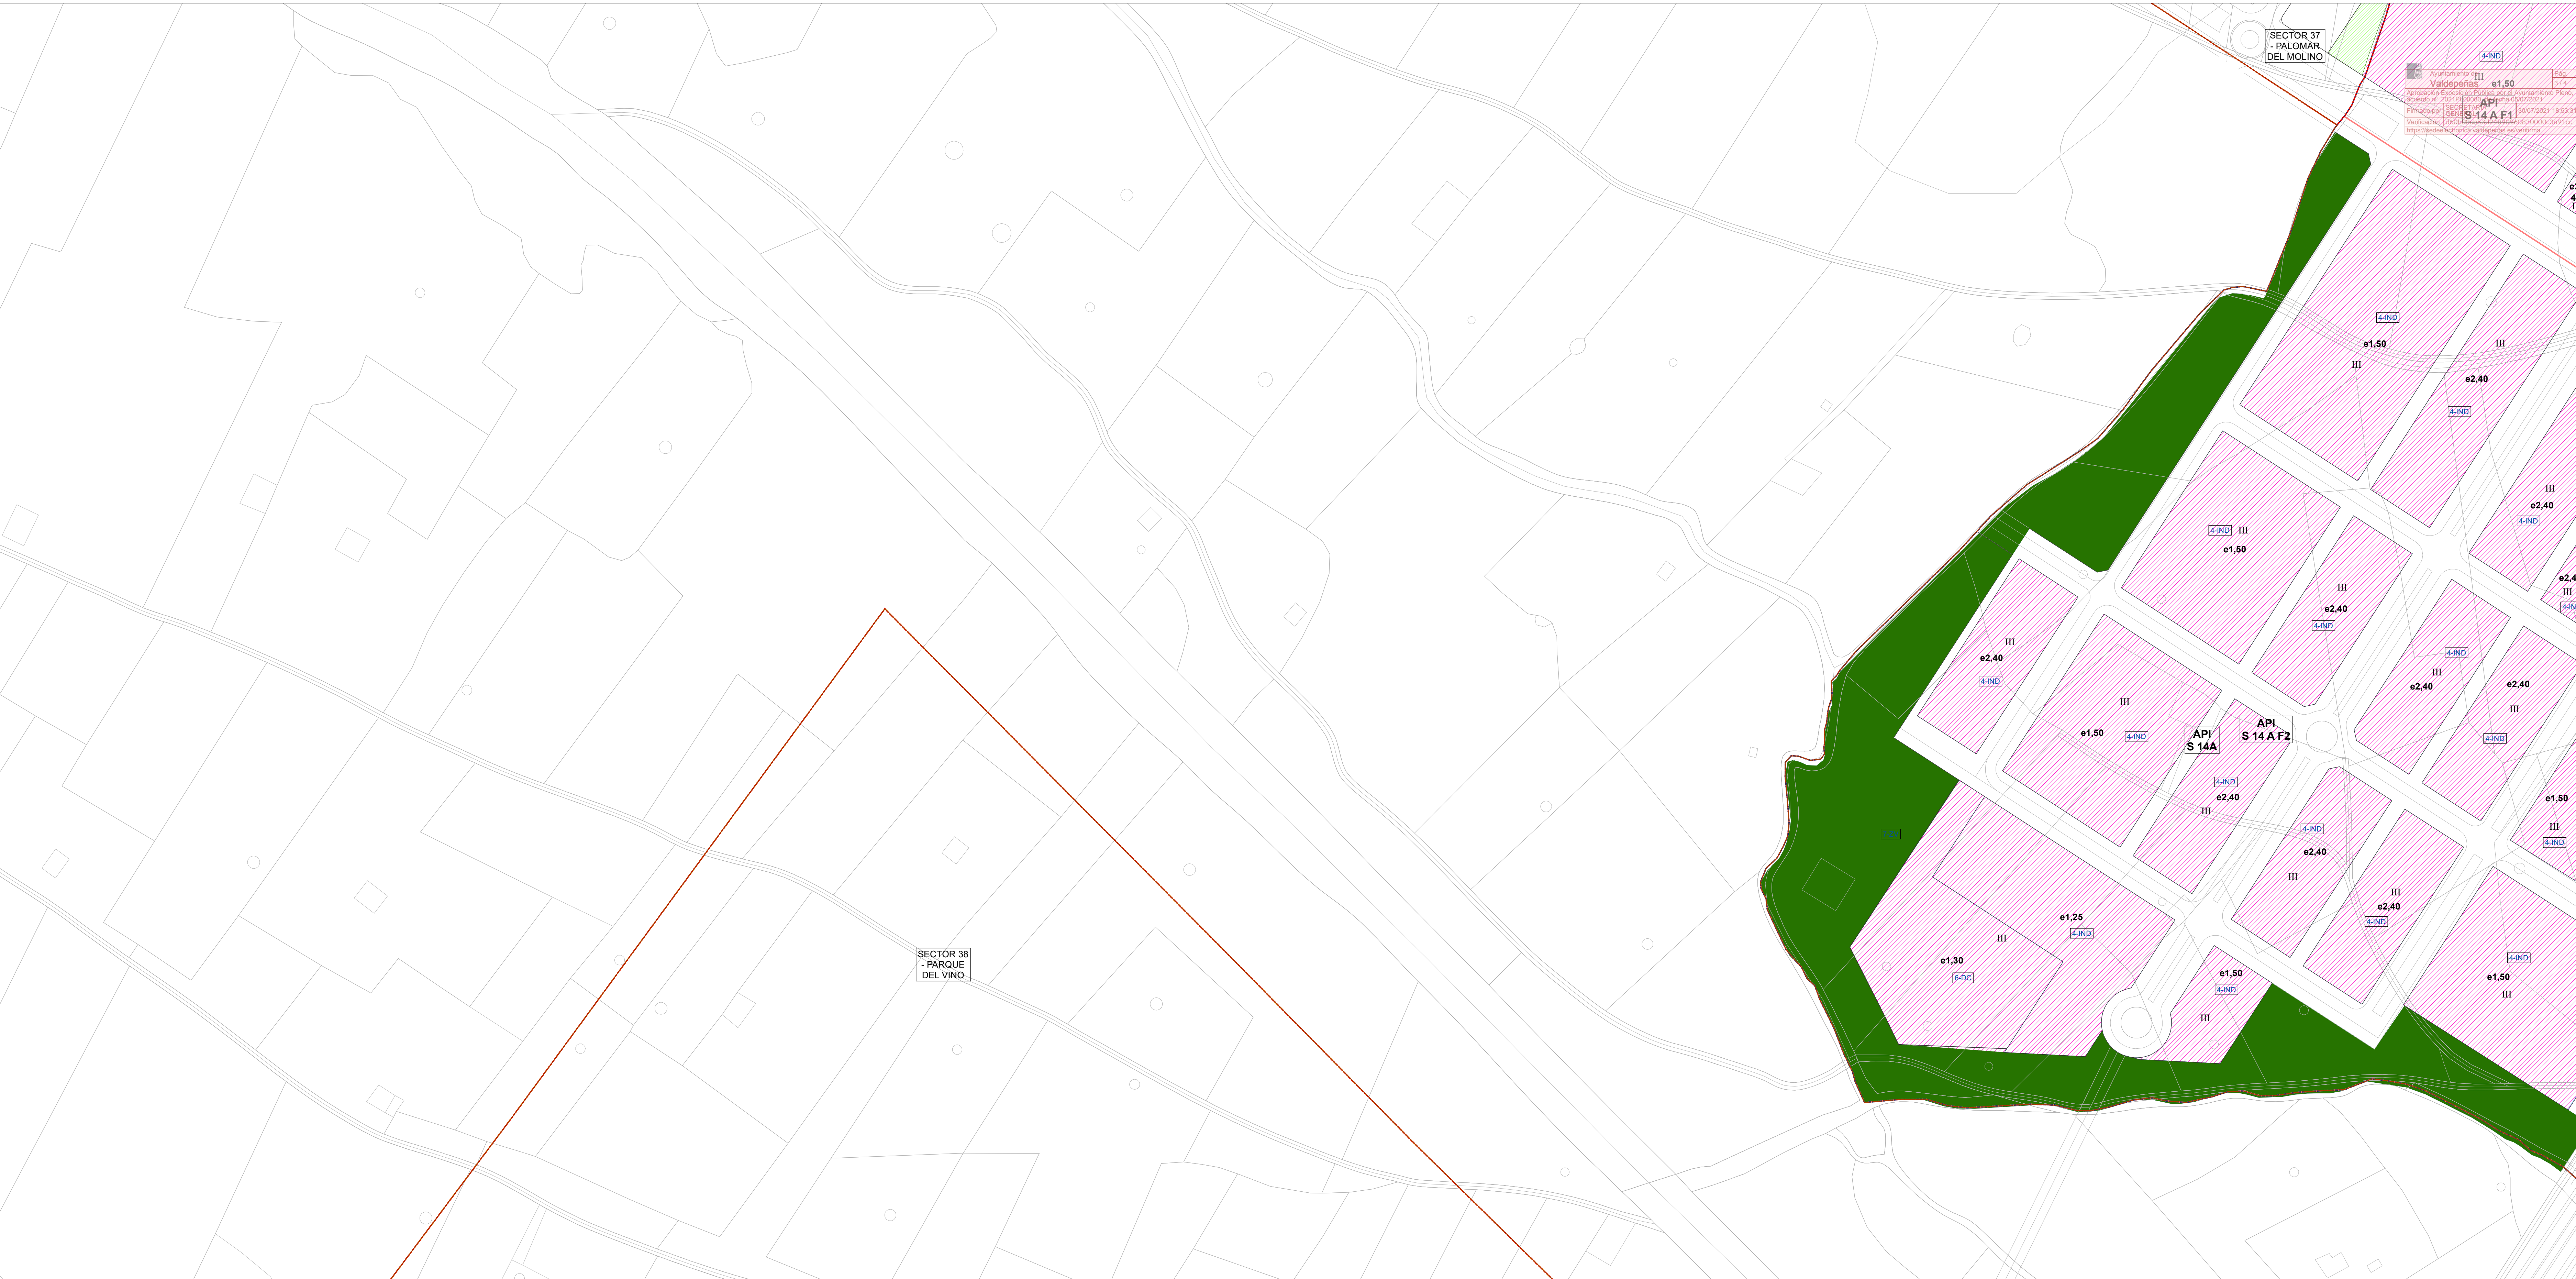 SECTOR 37
- PALOMAR
DEL MOLINO
4-IND
III
e1,50
API
S 14 A F1
Ayuntamiento de
Valdepeñas
Pág.
3 / 4
4-IND
e1,50
III
III
e2,40
4-IND
III
e2,40
4-IND
4-IND III
e1,50
III
e2,40
4-IND
III
e2,40
4-IND
4-IND
III
e2,40
e2,40
III
4-IND
III
e1,50
4-IND
API
S 14A
API
S 14 A F2
4-IND
e2,40
III
4-IND
e2,40
III
e1,50
III
4-IND
III
e2,40
4-IND
e1,25
4-IND
III
e1,30
6-DC
e1,50
4-IND
III
4-IND
e1,50
III
SECTOR 38
- PARQUE
DEL VINO